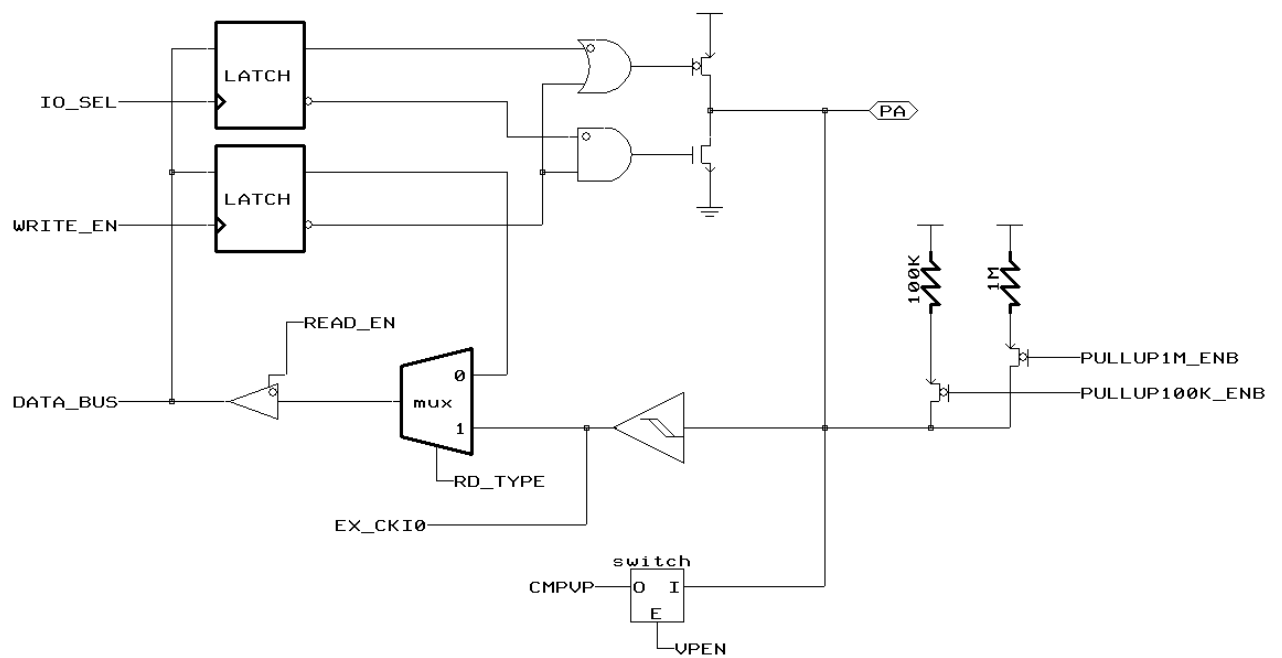 LATCH
IO_SEL
PA
LATCH
WRITE_EN
100K
1M
READ_EN
PULLUP1M_ENB
0
PULLUP100K_ENB
DATA_BUS
mux
1
RD_TYPE
EX_CKI0
switch
CMPVP
O I
E
VPEN